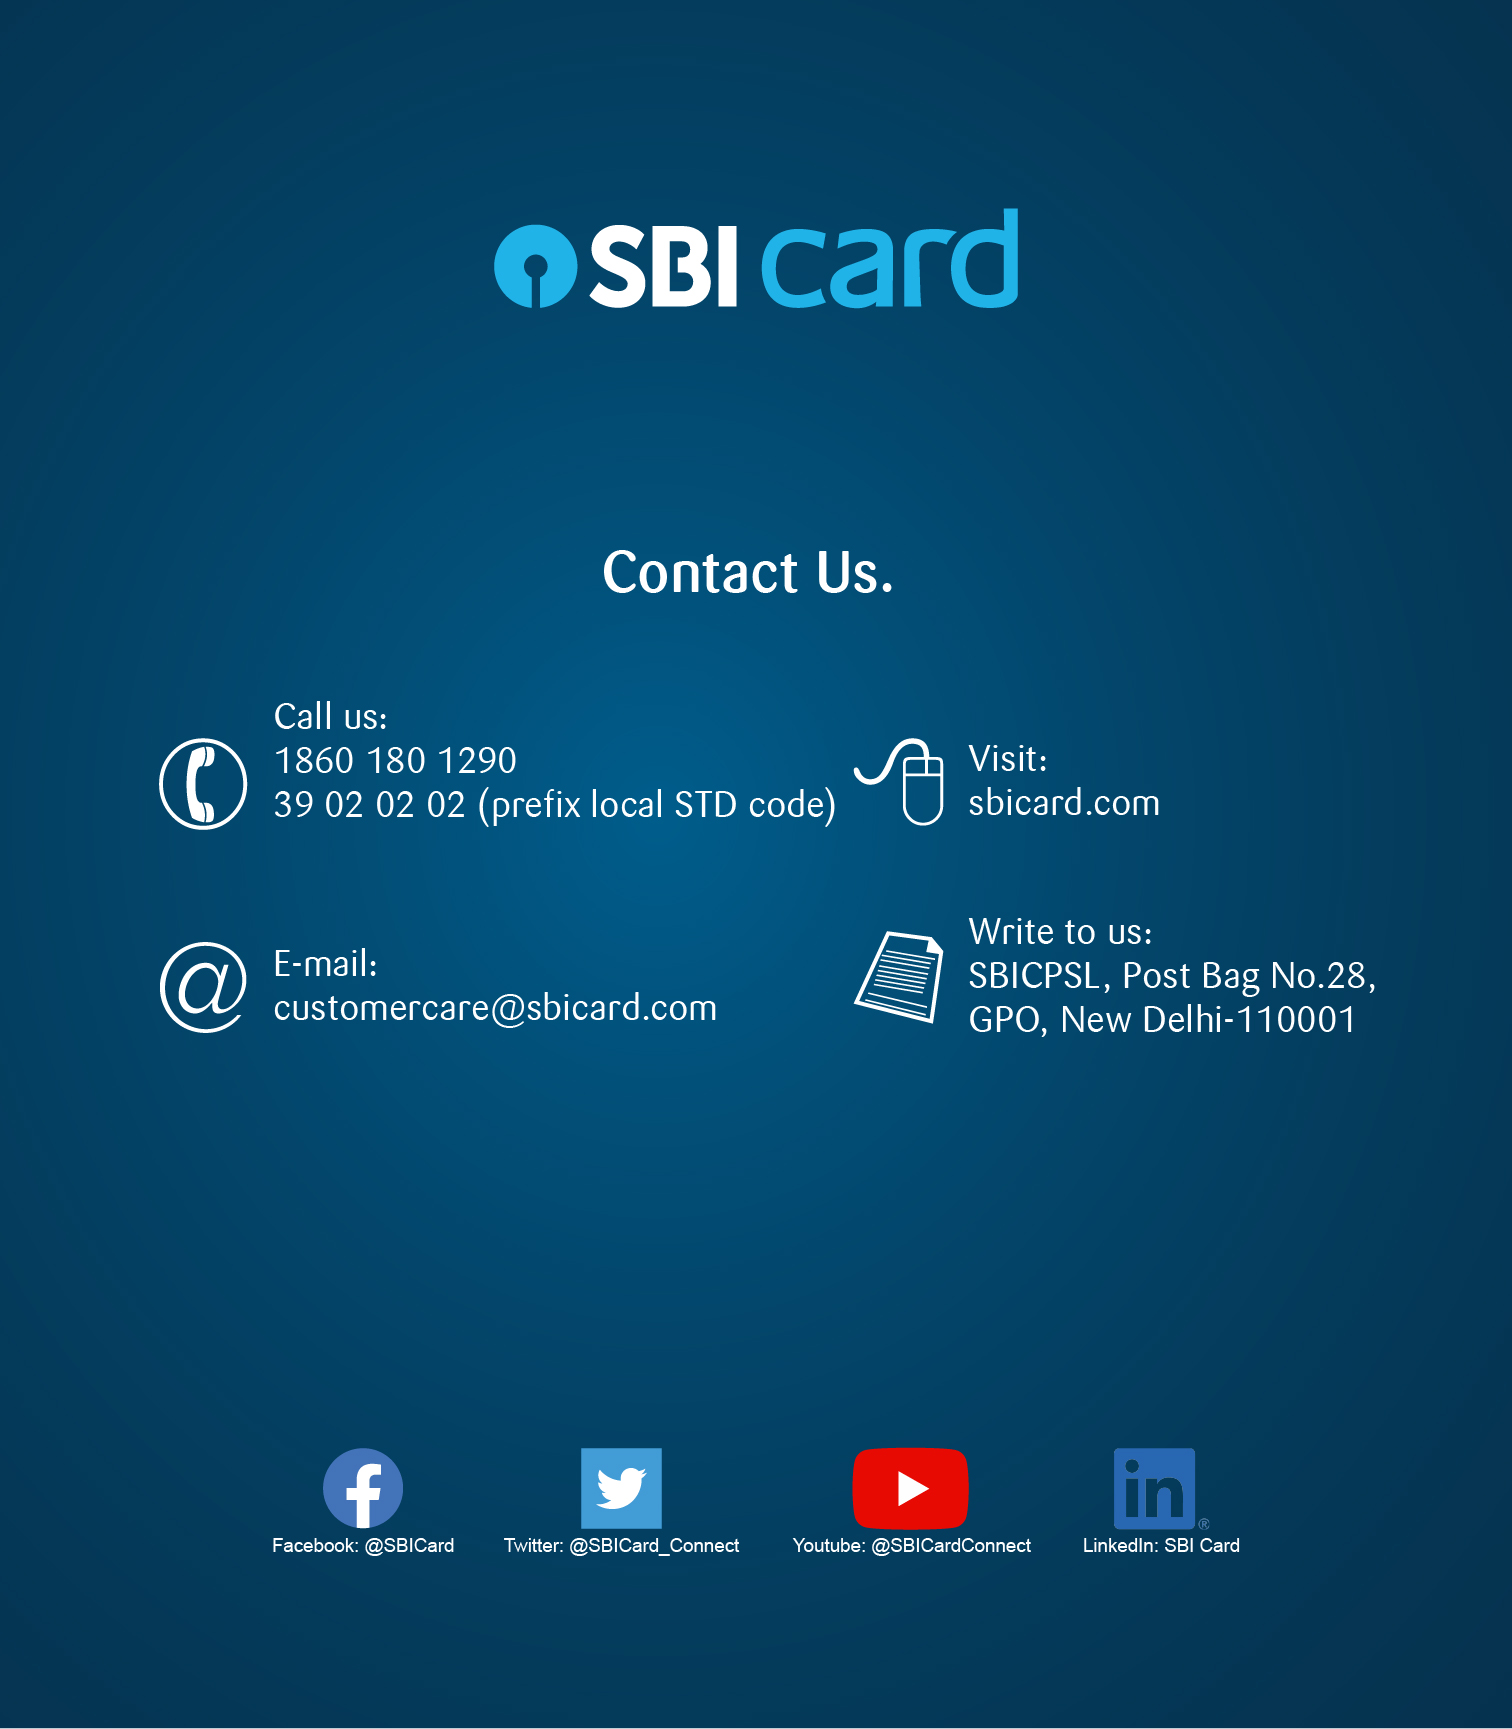 SBI card
Contact Us.
Call us:
1860 180 1290
39 02 02 02 (prefix local STD code)
Visit:
sbicard.com
E-mail:
customercare@sbicard.com
Write to us:
SBICPSL, Post Bag No.28,
GPO, New Delhi-110001
in®
Facebook: @SBICard
Twitter: @SBICard_Connect
Youtube: @SBICardConnect
LinkedIn: SBI Card